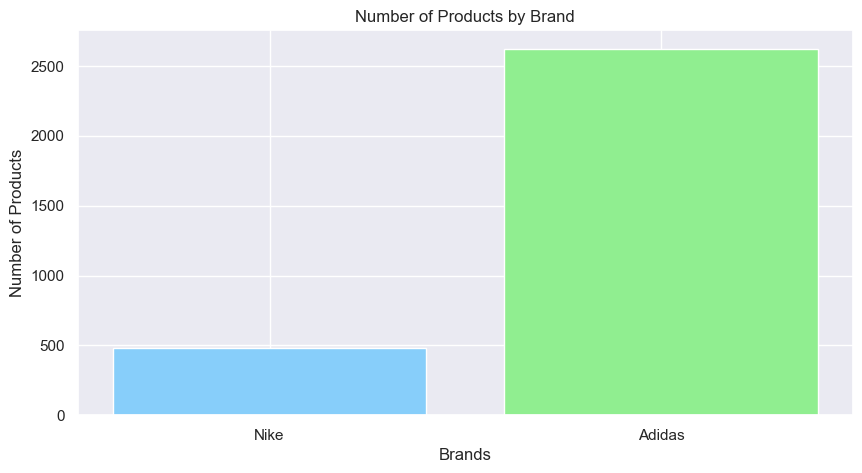 Number of Products by Brand
Number of Products
2500
2000
1500
1000
500
0
Nike
Adidas
Brands